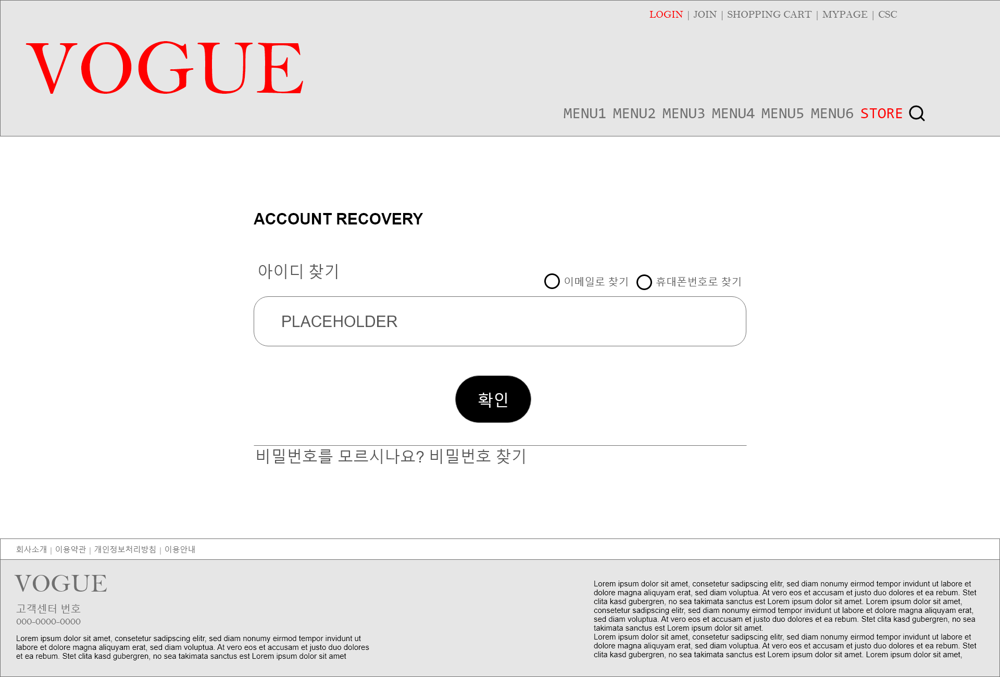 LOGIN | JOIN | SHOPPING CART | MYPAGE | CSC
VOGUE
MENU1 MENU2 MENU3 MENU4 MENU5 MENU6 STORE
ACCOUNT RECOVERY
아이디 찾기
이메일로 찾기 휴대폰번호로 찾기
PLACEHOLDER
확인
비밀번호를 모르시나요? 비밀번호 찾기
회사소개 | 이용약관 | 개인정보처리방침 | 이용안내
VOGUE
고객센터 번호
000-0000-0000
Lorem ipsum dolor sit amet, consetetur sadipscing elitr, sed diam nonumy eirmod tempor invidunt ut
labore et dolore magna aliquyam erat, sed diam voluptua. At vero eos et accusam et justo duo dolores
et ea rebum. Stet clita kasd gubergren, no sea takimata sanctus est Lorem ipsum dolor sit amet
Lorem ipsum dolor sit amet, consetetur sadipscing elitr, sed diam nonumy eirmod tempor invidunt ut labore et
dolore magna aliquyam erat, sed diam voluptua. At vero eos et accusam et justo duo dolores et ea rebum. Stet
clita kasd gubergren, no sea takimata sanctus est Lorem ipsum dolor sit amet. Lorem ipsum dolor sit amet,
consetetur sadipscing elitr, sed diam nonumy eirmod tempor invidunt ut labore et dolore magna aliquyam erat,
sed diam voluptua. At vero eos et accusam et justo duo dolores et ea rebum. Stet clita kasd gubergren, no sea
takimata sanctus est Lorem ipsum dolor sit amet.
Lorem ipsum dolor sit amet, consetetur sadipscing elitr, sed diam nonumy eirmod tempor invidunt ut labore et
dolore magna aliquyam erat, sed diam voluptua. At vero eos et accusam et justo duo dolores et ea rebum. Stet
clita kasd gubergren, no sea takimata sanctus est Lorem ipsum dolor sit amet. Lorem ipsum dolor sit amet,